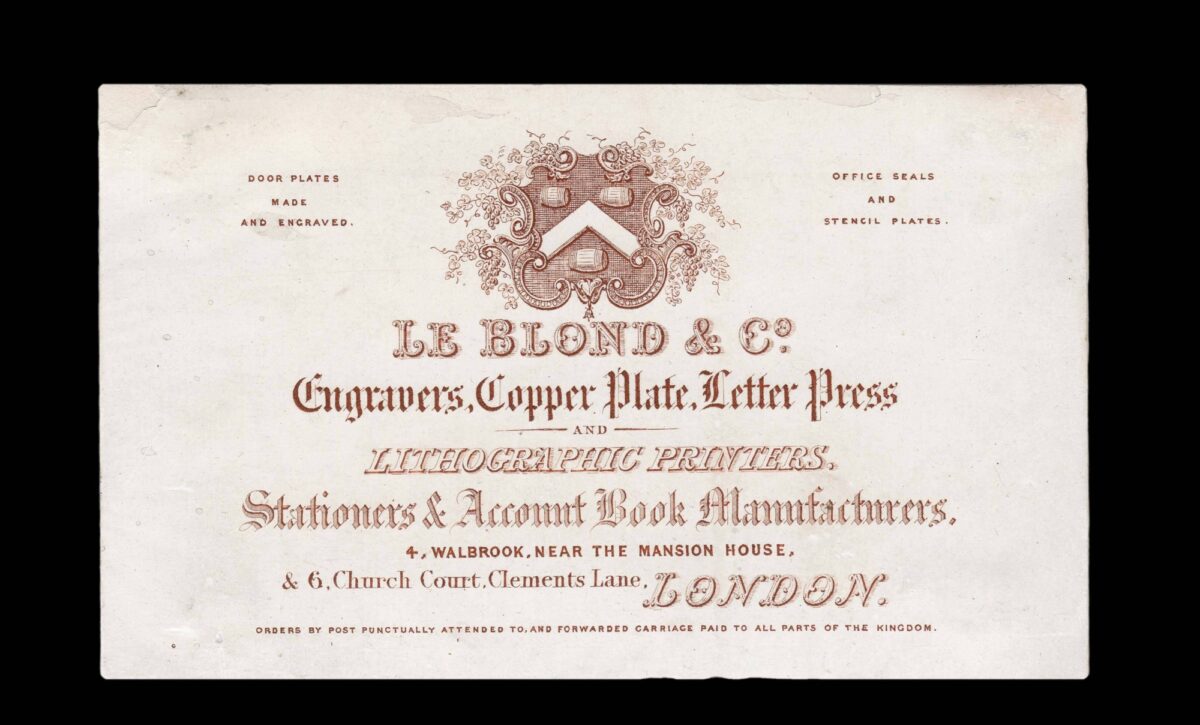 DOOR PLATES
MADE
AND ENGRAVED.
OFFICE SEALS
AND
STENCIL PLATES.
LE BLOND & Co.
Engravers, Copper Plate, Letter Press
AND
LITHOGRAPHIC PRINTERS,
Stationers & Account Book Manufacturers,
4, WALBROOK, NEAR THE MANSION HOUSE,
& 6, Church Court, Clements Lane, LONDON.
ORDERS BY POST PUNCTUALLY ATTENDED TO, AND FORWARDED CARRIAGE PAID TO ALL PARTS OF THE KINGDOM.